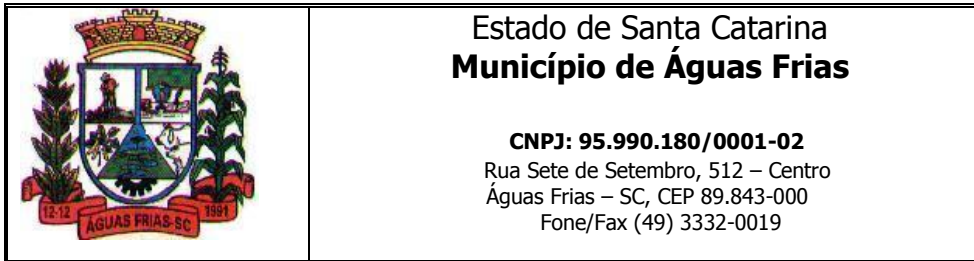 12-12
ÁGUAS FRIAS-SC
1991
Estado de Santa Catarina
Município de Águas Frias
CNPJ: 95.990.180/0001-02
Rua Sete de Setembro, 512 – Centro
Águas Frias – SC, CEP 89.843-000
Fone/Fax (49) 3332-0019